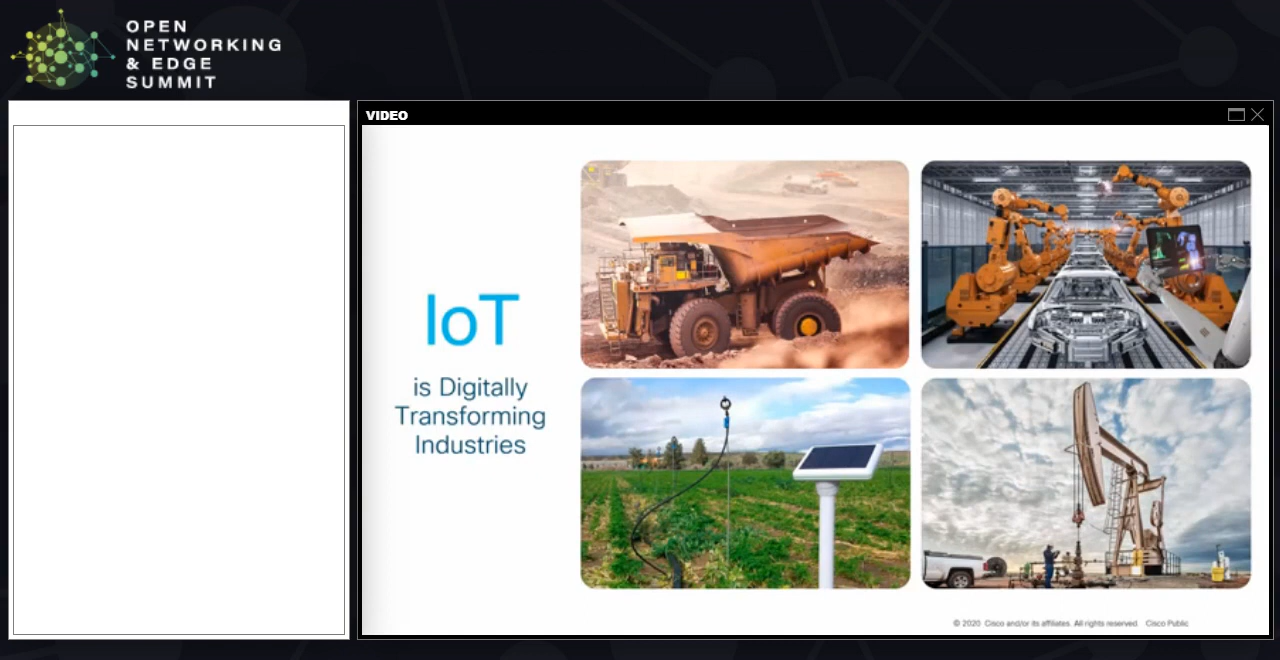 OPEN
NETWORKING
& EDGE
SUMMIT
VIDEO
IoT
is Digitally
Transforming
Industries
© 2020 Cisco and/or its affiliates. All rights reserved. Cisco Public